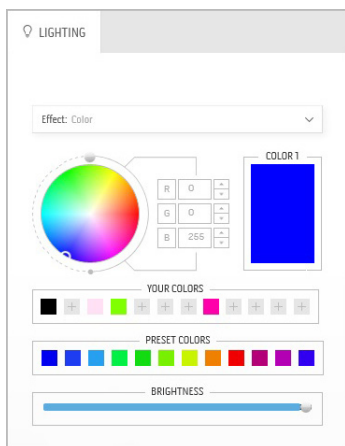 LIGHTING
Effect: Color
COLOR 1
R 0
G 0
B 255
YOUR COLORS
+ + + + + + + +
PRESET COLORS
BRIGHTNESS